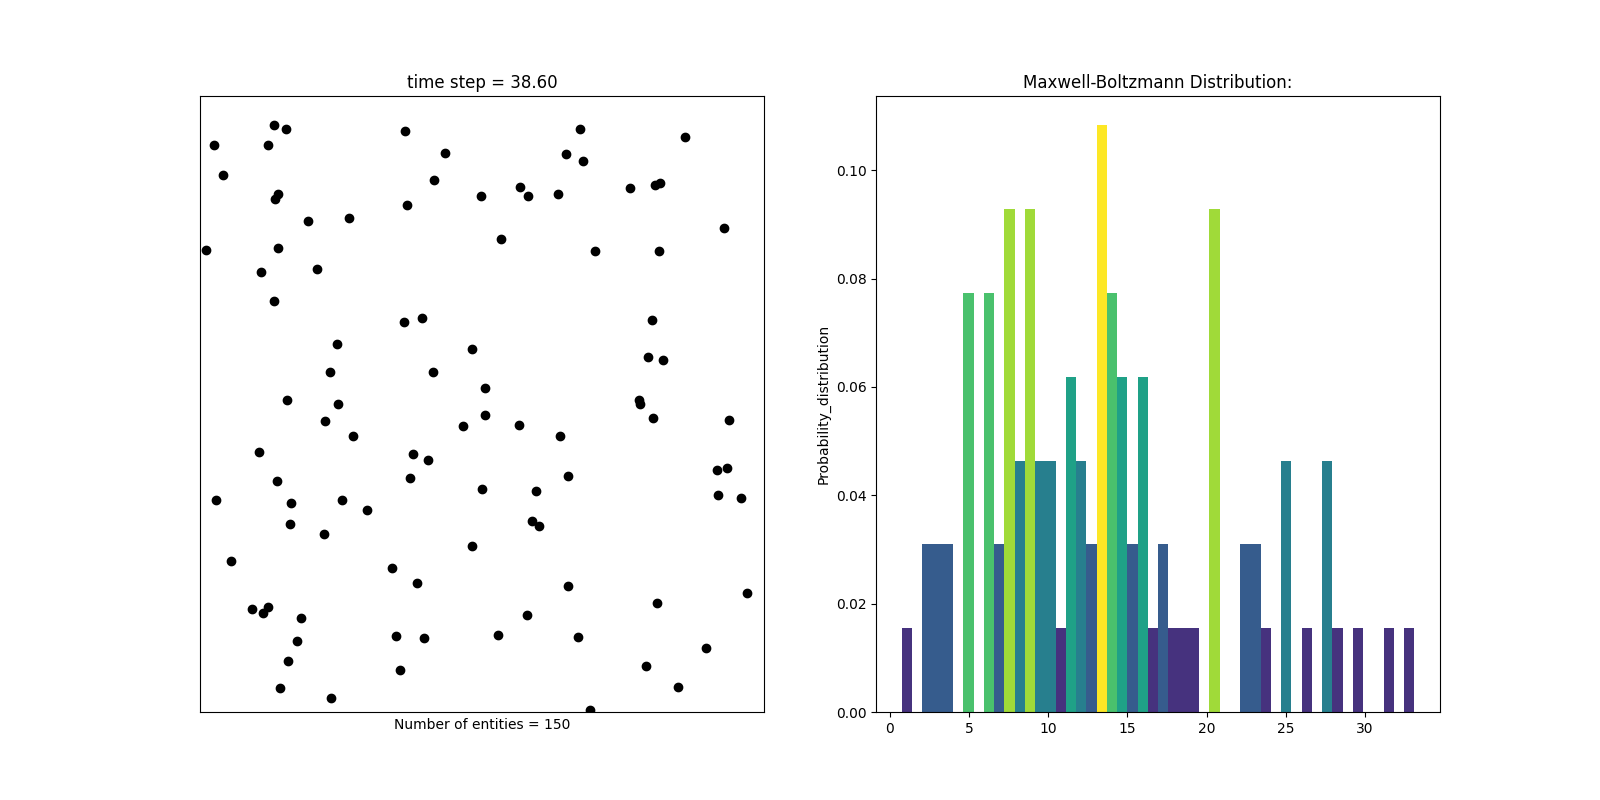 time step = 38.60
Number of entities = 150
Maxwell-Boltzmann Distribution:
Probability_distribution
0.10
0.08
0.06
0.04
0.02
0.00
0 5 10 15 20 25 30